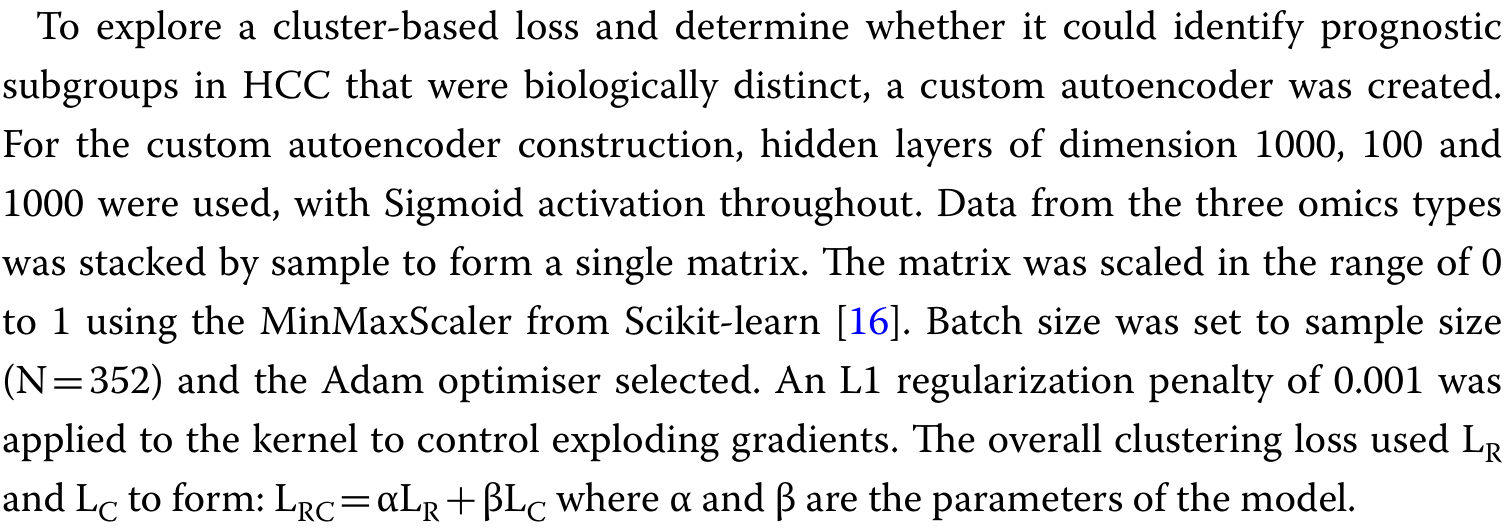 To explore a cluster-based loss and determine whether it could identify prognostic
subgroups in HCC that were biologically distinct, a custom autoencoder was created.
For the custom autoencoder construction, hidden layers of dimension 1000, 100 and
1000 were used, with Sigmoid activation throughout. Data from the three omics types
was stacked by sample to form a single matrix. The matrix was scaled in the range of 0
to 1 using the MinMaxScaler from Scikit-learn [16]. Batch size was set to sample size
(N = 352) and the Adam optimiser selected. An L1 regularization penalty of 0.001 was
applied to the kernel to control exploding gradients. The overall clustering loss used L_R
and L_C to form: L_RC = αL_R + βL_C where α and β are the parameters of the model.